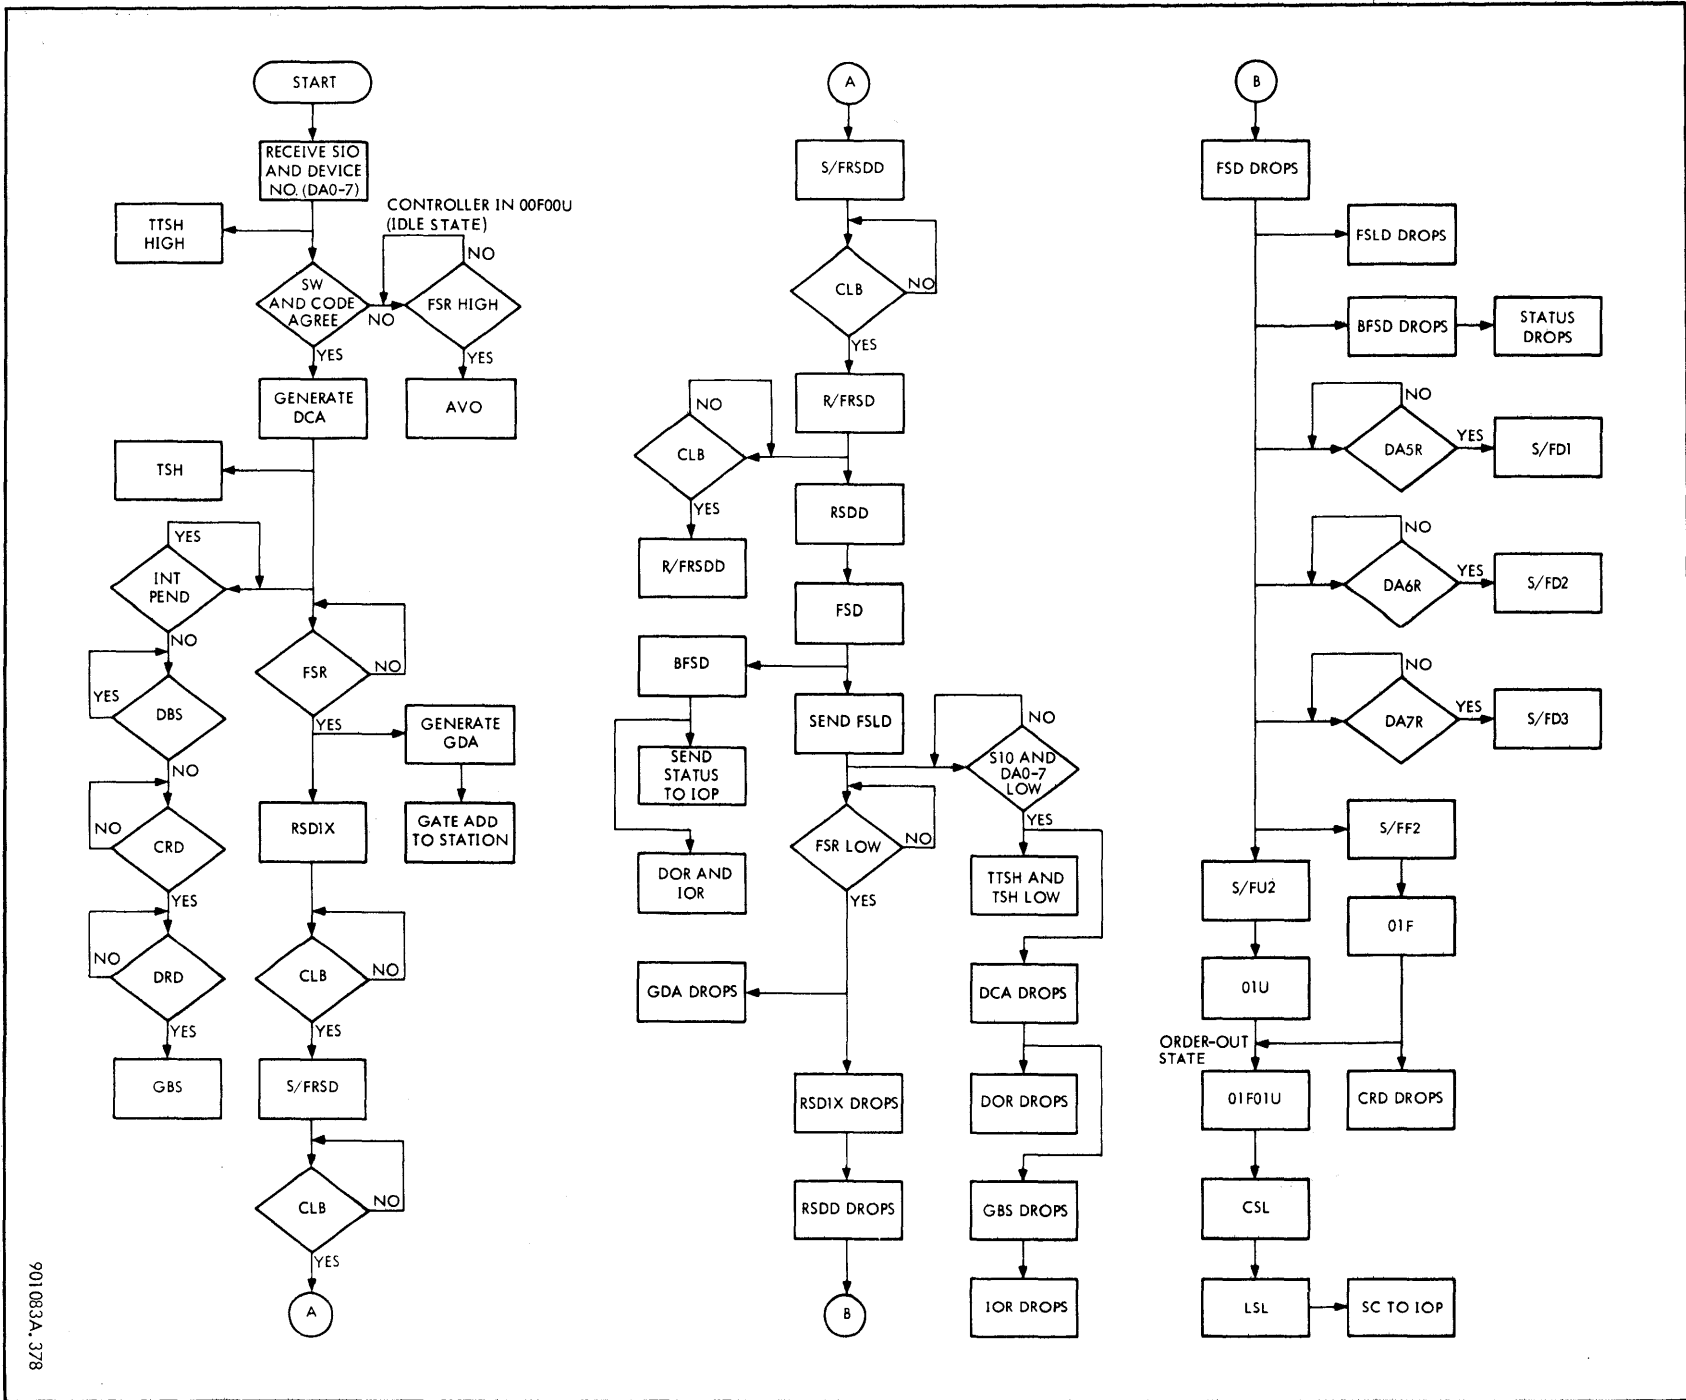 START
RECEIVE SIO
AND DEVICE
NO. (DA0-7)
TTSH
HIGH
CONTROLLER IN 00F00U
(IDLE STATE)
SW
AND CODE
AGREE
NO
YES
FSR HIGH
NO
YES
AVO
GENERATE
DCA
TSH
YES
INT
PEND
NO
YES
DBS
NO
NO
CRD
YES
NO
DRD
YES
GBS
FSR
NO
YES
GENERATE
GDA
GATE ADD
TO STATION
RSD1X
CLB
NO
YES
S/FRSD
CLB
NO
YES
A
A
S/FRSDD
CLB
NO
YES
R/FRSD
NO
CLB
YES
R/FRSDD
RSDD
FSD
BFSD
SEND
STATUS
TO IOP
DOR AND
IOR
SEND FSLD
NO
S10 AND
DA0-7
LOW
YES
FSR LOW
NO
YES
TTSH AND
TSH LOW
GDA DROPS
DCA DROPS
RSD1X DROPS
DOR DROPS
RSDD DROPS
GBS DROPS
B
IOR DROPS
B
FSD DROPS
FSLD DROPS
BFSD DROPS
STATUS
DROPS
NO
DA5R
YES
S/FD1
NO
DA6R
YES
S/FD2
NO
DA7R
YES
S/FD3
S/FF2
S/FU2
01F
01U
ORDER-OUT
STATE
01F01U
CRD DROPS
CSL
LSL
SC TO IOP
901083A. 378